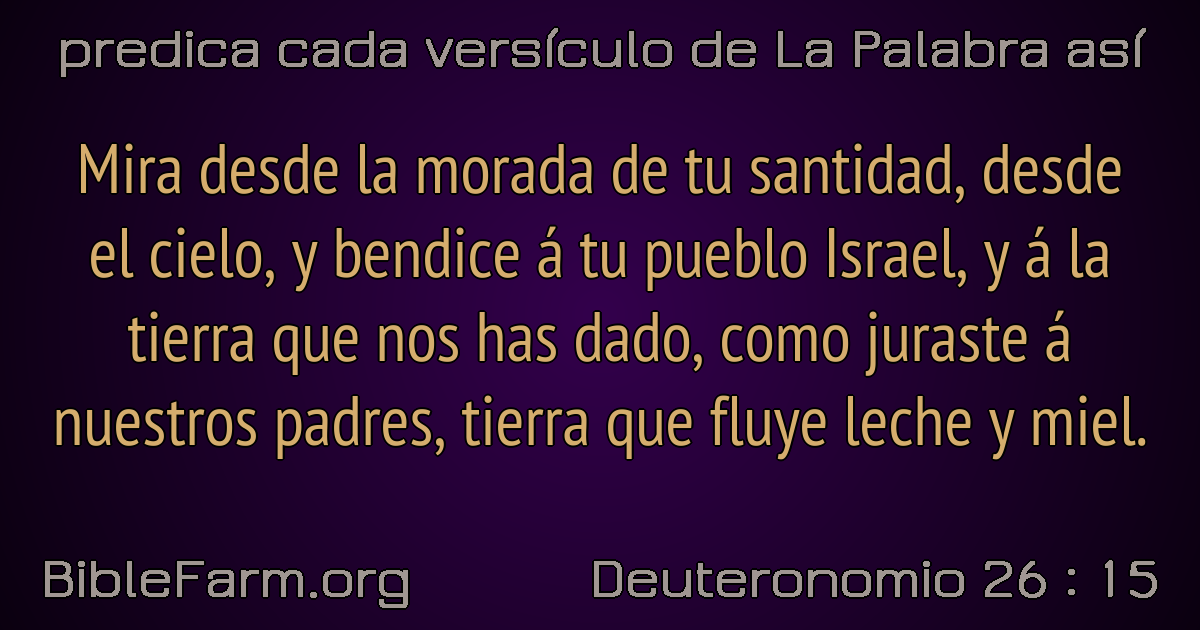 predica cada versículo de La Palabra así
Mira desde la morada de tu santidad, desde
el cielo, y bendice á tu pueblo Israel, y á la
tierra que nos has dado, como juraste á
nuestros padres, tierra que fluye leche y miel.
BibleFarm.org
Deuteronomio 26 : 15